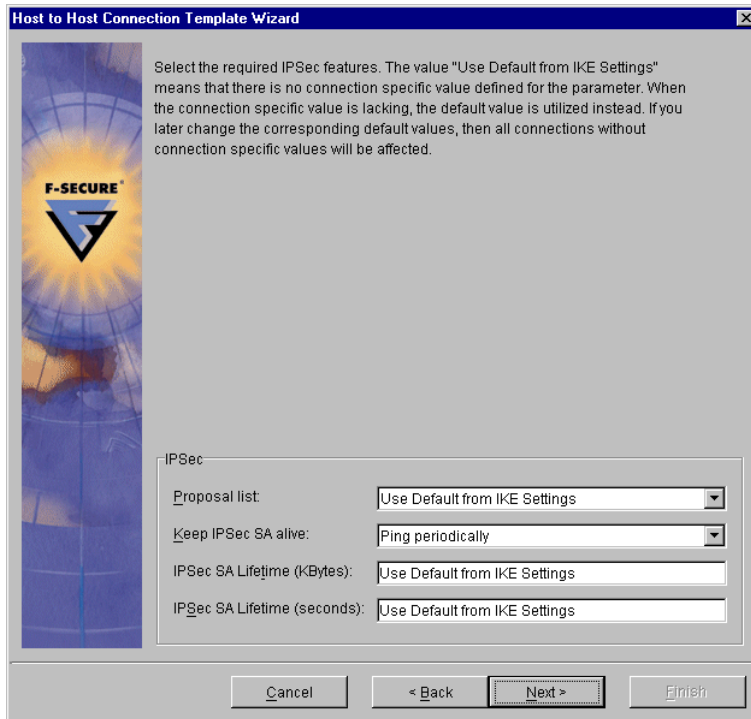 Host to Host Connection Template Wizard
Select the required IPSec features. The value "Use Default from IKE Settings"
means that there is no connection specific value defined for the parameter. When
the connection specific value is lacking, the default value is utilized instead. If you
later change the corresponding default values, then all connections without
connection specific values will be affected.
F-SECURE®
IPSec
Proposal list: Use Default from IKE Settings
Keep IPSec SA alive: Ping periodically
IPSec SA Lifetime (KBytes): Use Default from IKE Settings
IPSec SA Lifetime (seconds): Use Default from IKE Settings
Cancel < Back Next > Finish